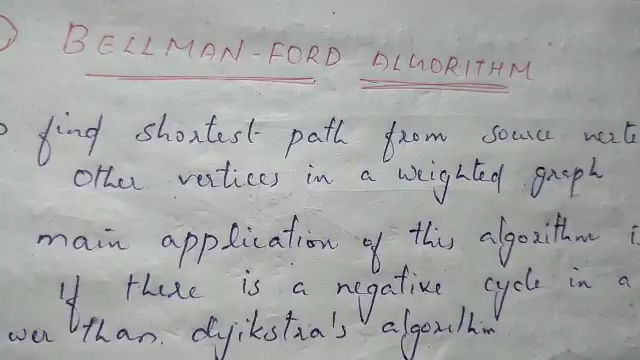 BELLMAN-FORD ALGORITHM
find shortest path from source verte
Other vertices in a weighted graph
main application of this algorithm i
If there is a negative cycle in a
wer than dyikstra's algorithm